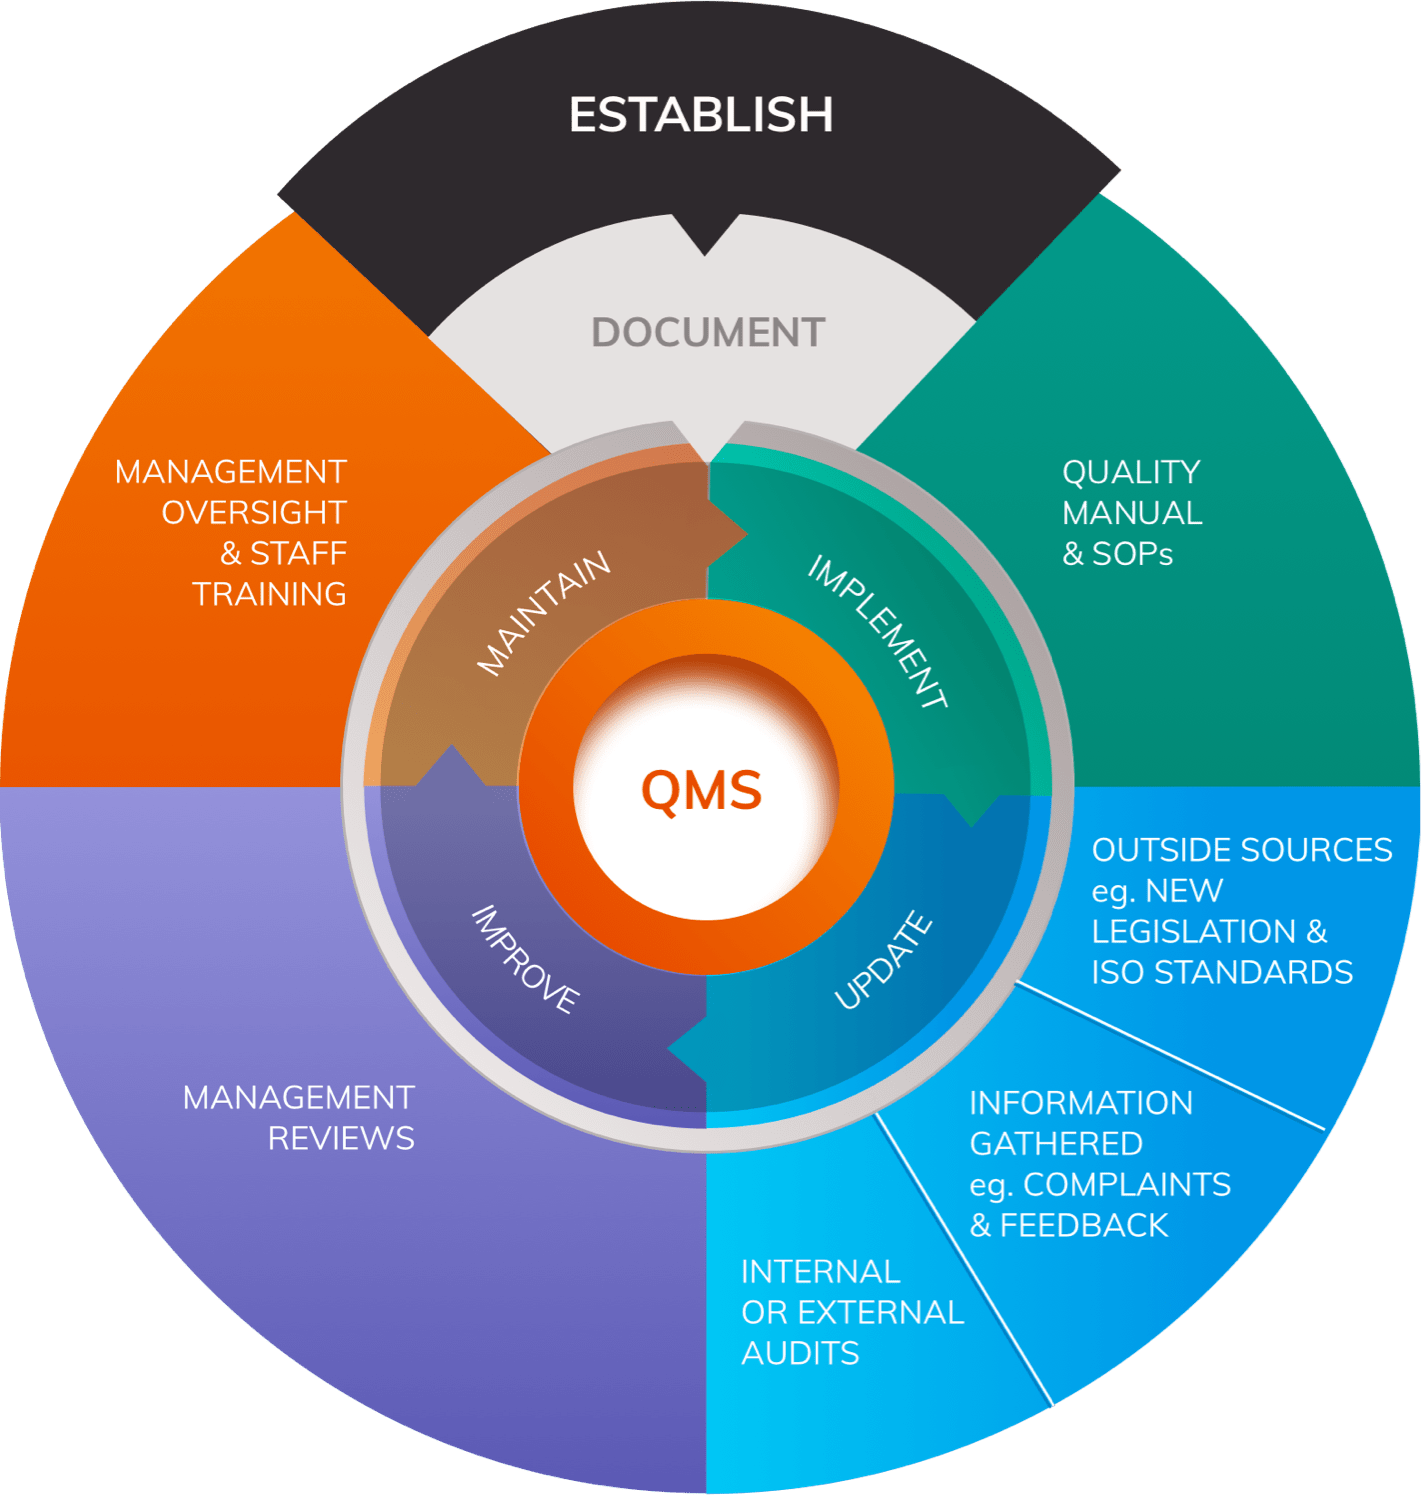 ESTABLISH
DOCUMENT
MANAGEMENT
OVERSIGHT
& STAFF
TRAINING
QUALITY
MANUAL
& SOPs
MAINTAIN
IMPLEMENT
QMS
IMPROVE
UPDATE
OUTSIDE SOURCES
eg. NEW
LEGISLATION &
ISO STANDARDS
INFORMATION
GATHERED
eg. COMPLAINTS
& FEEDBACK
MANAGEMENT
REVIEWS
INTERNAL
OR EXTERNAL
AUDITS